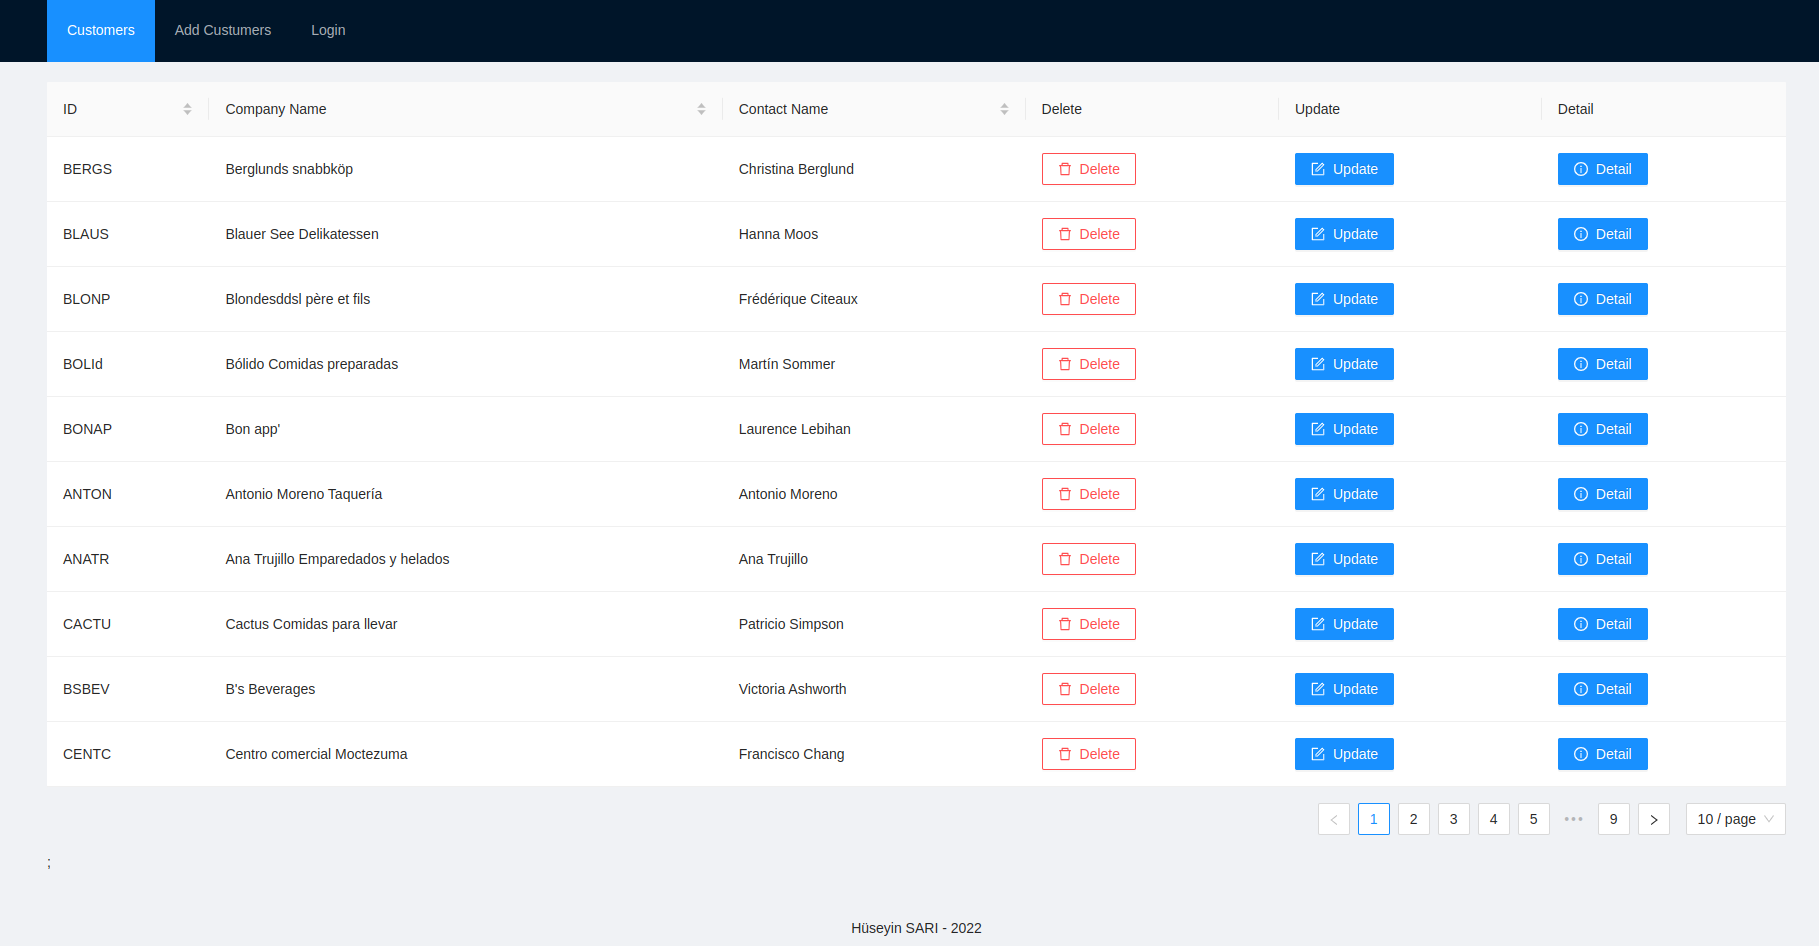 Customers Add Custumers Login
ID Company Name Contact Name Delete Update Detail
BERGS Berglunds snabbköp Christina Berglund Delete Update Detail
BLAUS Blauer See Delikatessen Hanna Moos Delete Update Detail
BLONP Blondesddsl père et fils Frédérique Citeaux Delete Update Detail
BOLId Bólido Comidas preparadas Martín Sommer Delete Update Detail
BONAP Bon app' Laurence Lebihan Delete Update Detail
ANTON Antonio Moreno Taquería Antonio Moreno Delete Update Detail
ANATR Ana Trujillo Emparedados y helados Ana Trujillo Delete Update Detail
CACTU Cactus Comidas para llevar Patricio Simpson Delete Update Detail
BSBEV B's Beverages Victoria Ashworth Delete Update Detail
CENTC Centro comercial Moctezuma Francisco Chang Delete Update Detail
1 2 3 4 5 ••• 9 10 / page
;
Hüseyin SARI - 2022